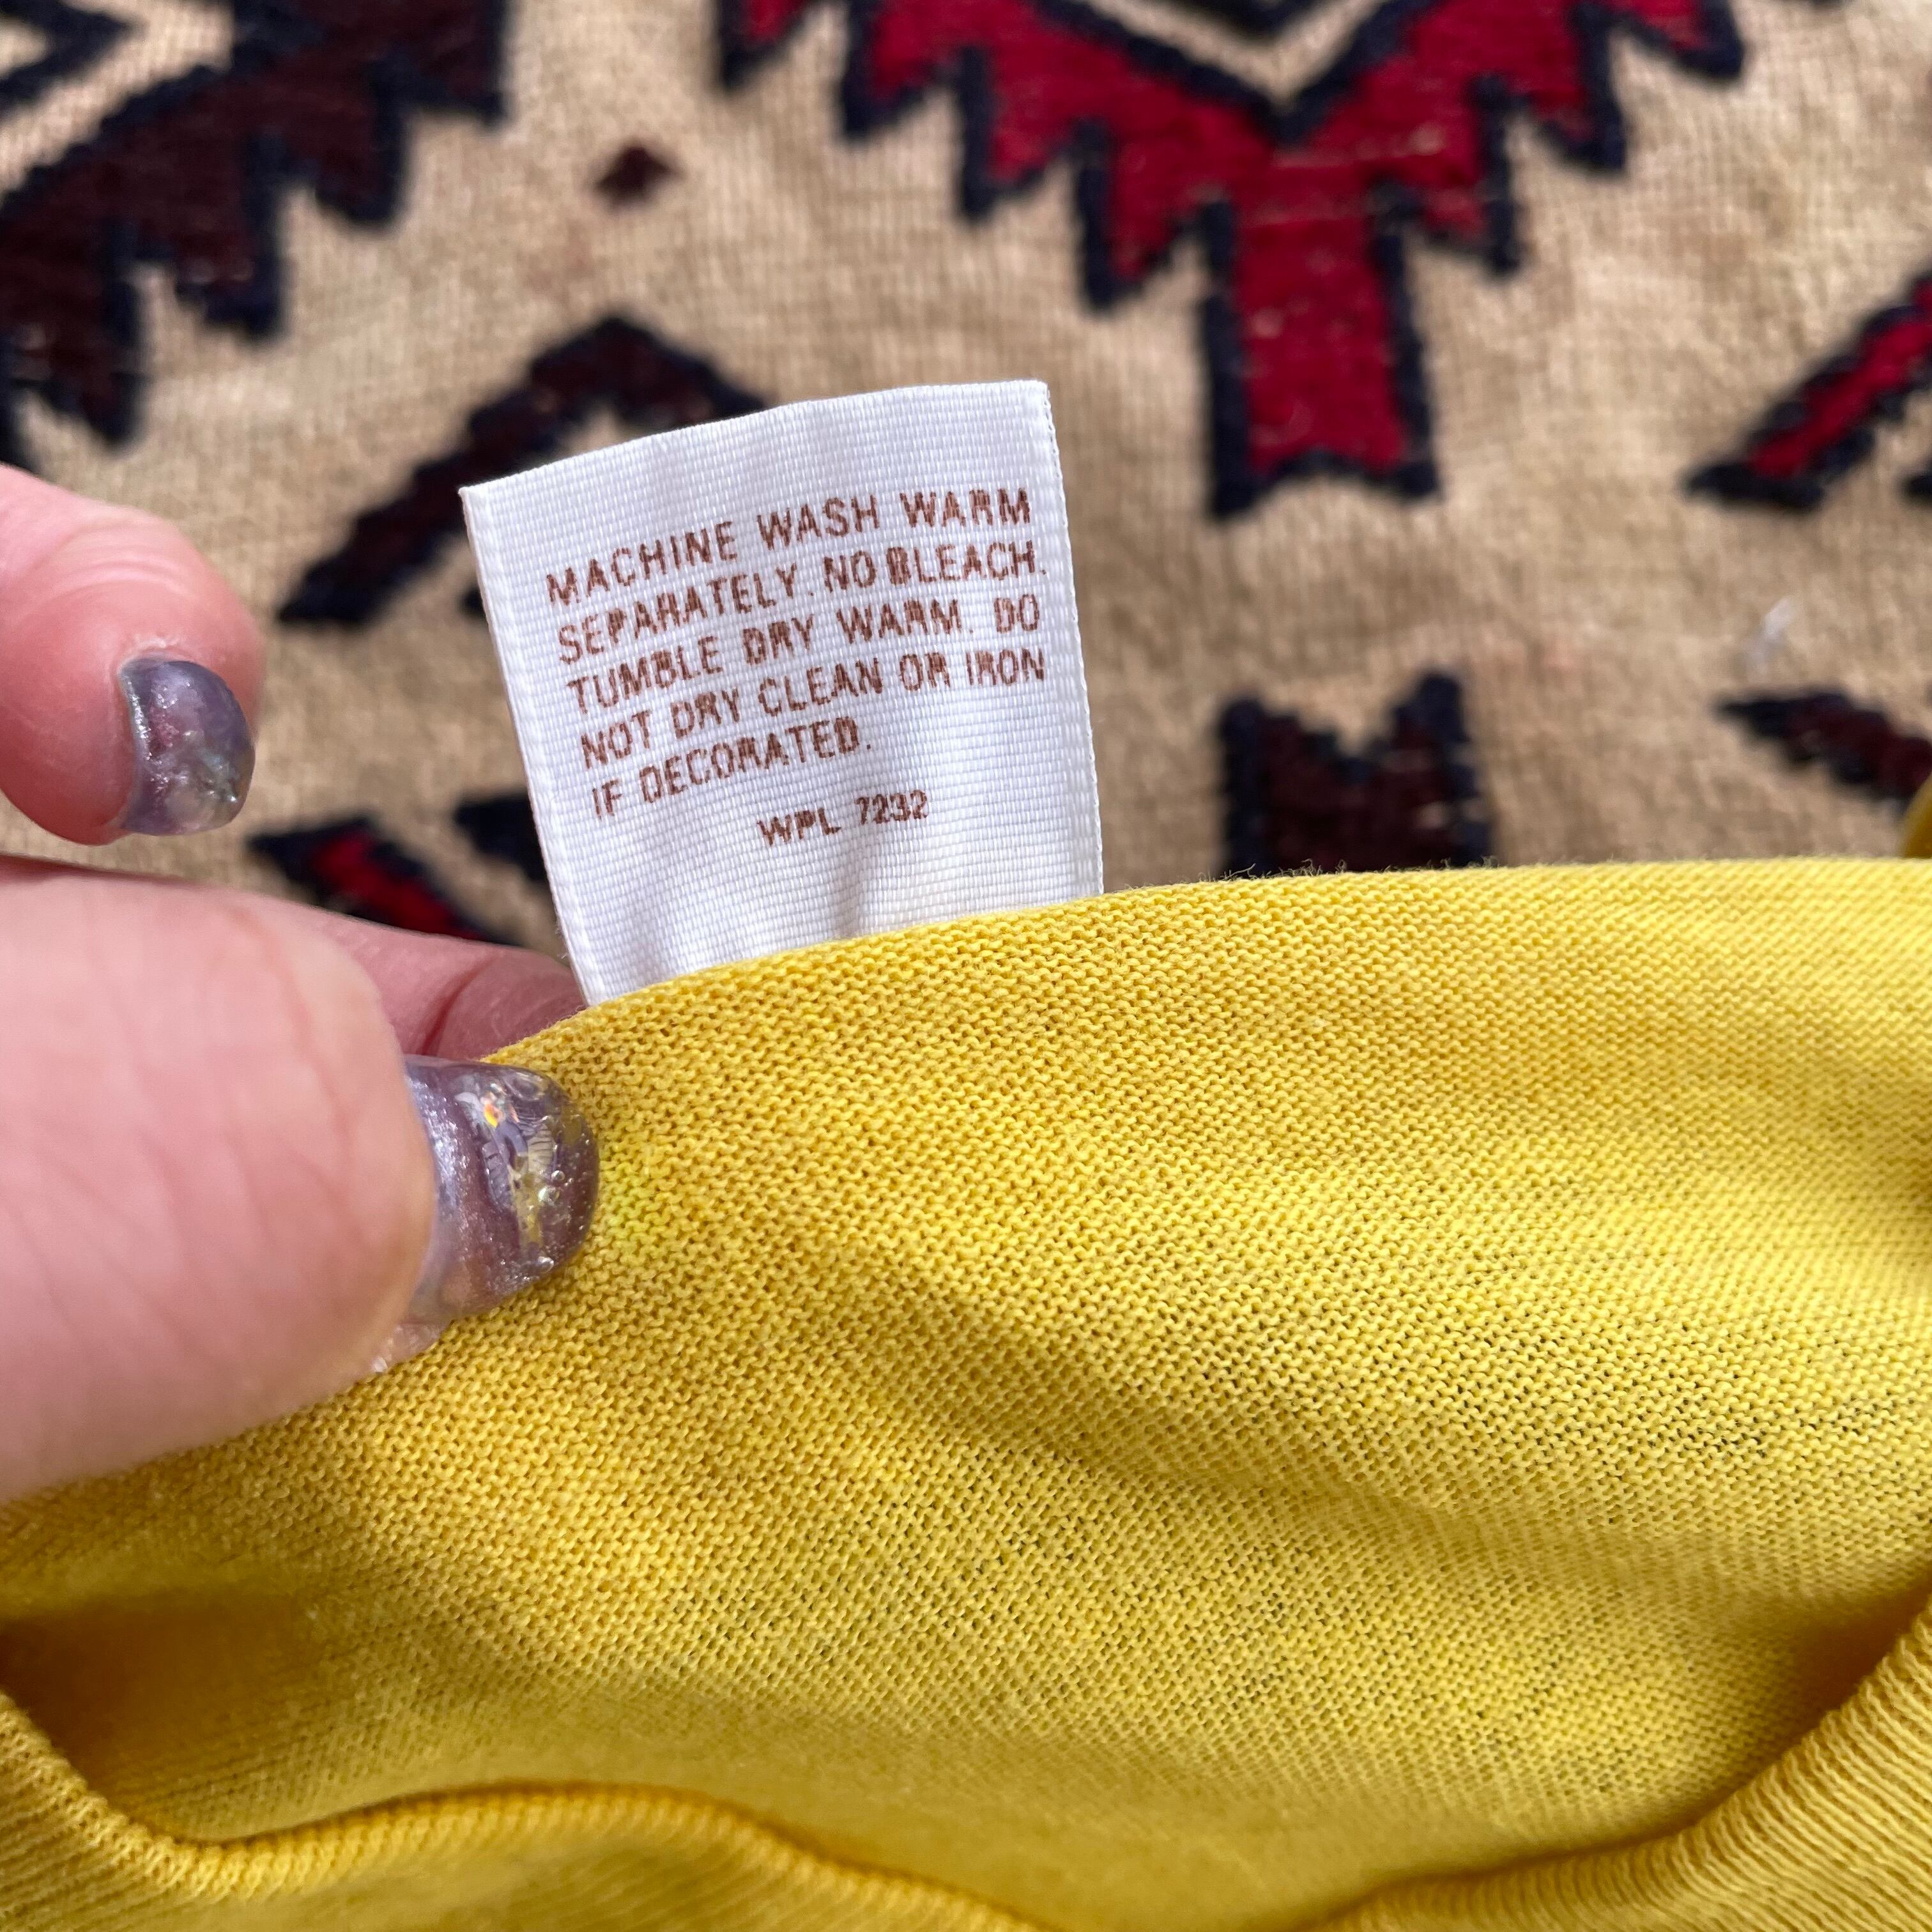 MACHINE WASH WARM
SEPARATELY. NO BLEACH.
TUMBLE DRY WARM. DO
NOT DRY CLEAN OR IRON
IF DECORATED.
WPL 7232